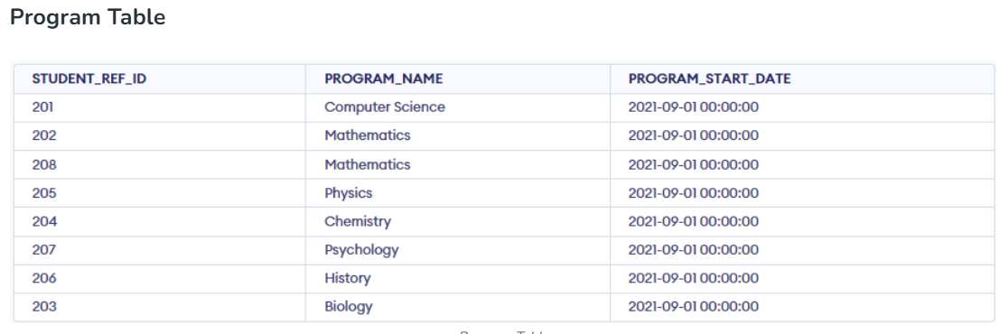 Program Table
STUDENT_REF_ID PROGRAM_NAME PROGRAM_START_DATE
201 Computer Science 2021-09-01 00:00:00
202 Mathematics 2021-09-01 00:00:00
208 Mathematics 2021-09-01 00:00:00
205 Physics 2021-09-01 00:00:00
204 Chemistry 2021-09-01 00:00:00
207 Psychology 2021-09-01 00:00:00
206 History 2021-09-01 00:00:00
203 Biology 2021-09-01 00:00:00